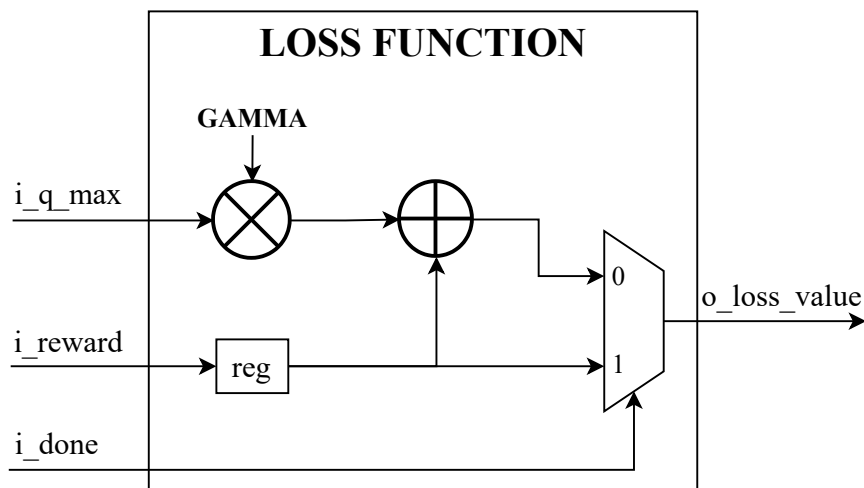 LOSS FUNCTION
GAMMA
i_q_max
0
o_loss_value
i_reward
reg
1
i_done